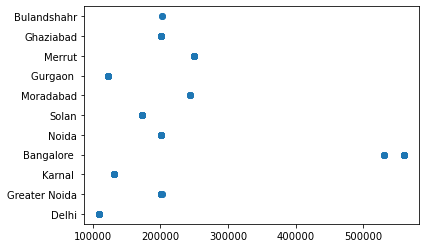 Bulandshahr
Ghaziabad
Merrut
Gurgaon
Moradabad
Solan
Noida
Bangalore
Karnal
Greater Noida
Delhi
100000 200000 300000 400000 500000